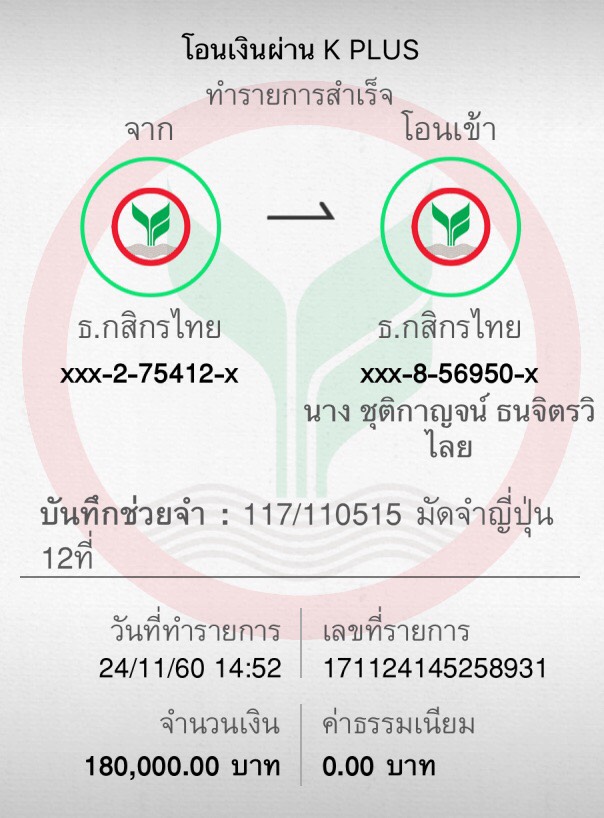 โอนเงินผ่าน K PLUS
ทำรายการสำเร็จ
จาก
โอนเข้า
ธ.กสิกรไทย
ธ.กสิกรไทย
xxx-2-75412-x
xxx-8-56950-x
นาง ชุติกาญจน์ ธนจิตรวิ
ไลย
บันทึกช่วยจำ : 117/110515 มัดจำญี่ปุ่น
12ที่
วันที่ทำรายการ
เลขที่รายการ
24/11/60 14:52
171124145258931
จำนวนเงิน
ค่าธรรมเนียม
180,000.00 บาท
0.00 บาท